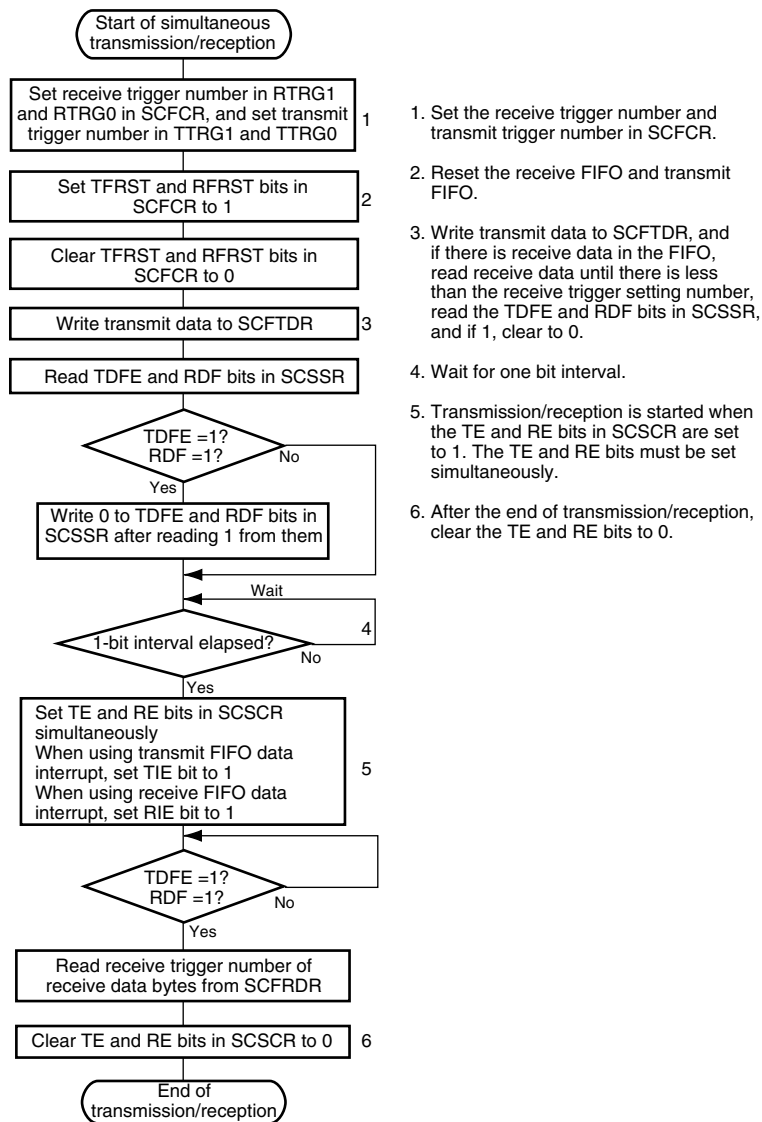 Start of simultaneous
transmission/reception
Set receive trigger number in RTRG1
and RTRG0 in SCFCR, and set transmit
trigger number in TTRG1 and TTRG0
1
Set TFRST and RFRST bits in
SCFCR to 1
2
Clear TFRST and RFRST bits in
SCFCR to 0
Write transmit data to SCFTDR
3
Read TDFE and RDF bits in SCSSR
TDFE =1?
RDF =1?
No
Yes
Write 0 to TDFE and RDF bits in
SCSSR after reading 1 from them
Wait
1-bit interval elapsed?
4
No
Yes
Set TE and RE bits in SCSCR
simultaneously
When using transmit FIFO data
interrupt, set TIE bit to 1
When using receive FIFO data
interrupt, set RIE bit to 1
5
TDFE =1?
RDF =1?
No
Yes
Read receive trigger number of
receive data bytes from SCFRDR
Clear TE and RE bits in SCSCR to 0
6
End of
transmission/reception
1. Set the receive trigger number and
transmit trigger number in SCFCR.
2. Reset the receive FIFO and transmit
FIFO.
3. Write transmit data to SCFTDR, and
if there is receive data in the FIFO,
read receive data until there is less
than the receive trigger setting number,
read the TDFE and RDF bits in SCSSR,
and if 1, clear to 0.
4. Wait for one bit interval.
5. Transmission/reception is started when
the TE and RE bits in SCSCR are set
to 1. The TE and RE bits must be set
simultaneously.
6. After the end of transmission/reception,
clear the TE and RE bits to 0.